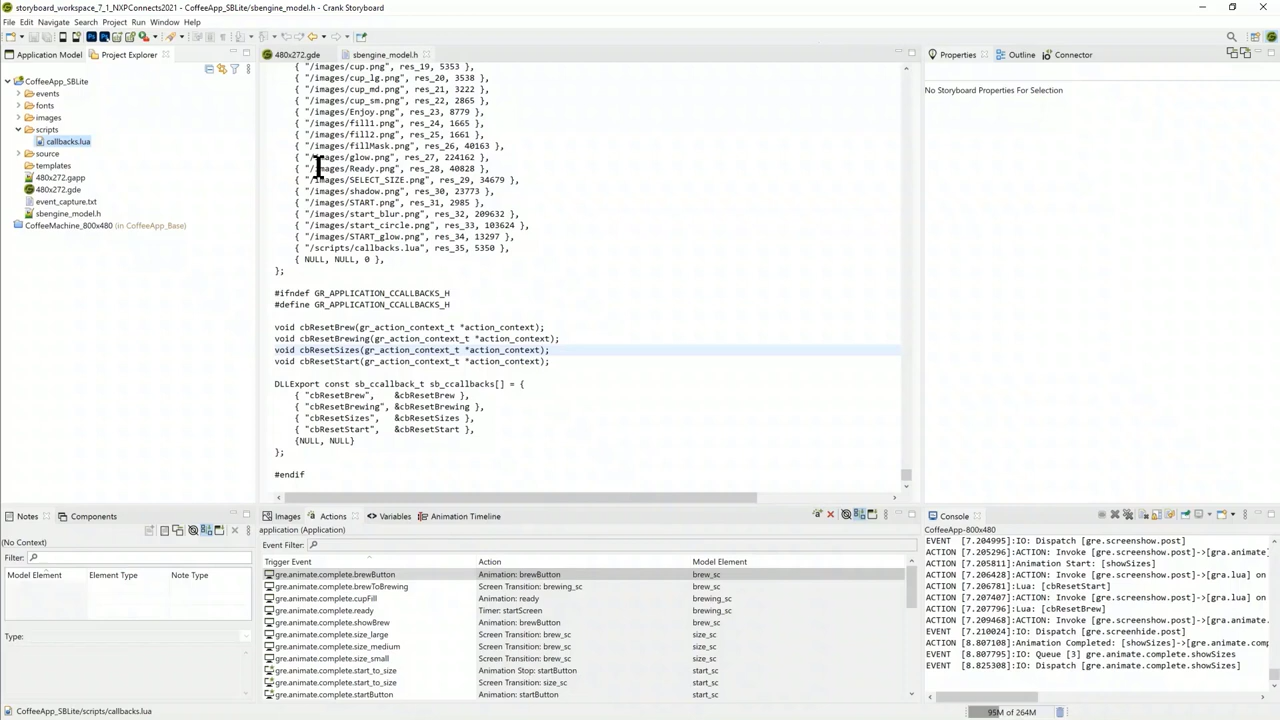 storyboard_workspace_7_1_NXPConnects2021 - CoffeeApp_SBLite/sbengine_model.h - Crank Storyboard
File Edit Navigate Search Project Run Window Help
Application Model Project Explorer
CoffeeApp_SBLite
events
fonts
images
scripts
callbacks.lua
source
templates
480x272.gapp
480x272.gde
event_capture.txt
sbengine_model.h
CoffeeMachine_800x480 (in CoffeeApp_Base)
480x272.gde sbengine_model.h
{ "/images/cup.png", res_19, 5353 },
{ "/images/cup_lg.png", res_20, 3538 },
{ "/images/cup_md.png", res_21, 3222 },
{ "/images/cup_sm.png", res_22, 2865 },
{ "/images/Enjoy.png", res_23, 8779 },
{ "/images/fill1.png", res_24, 1665 },
{ "/images/fill2.png", res_25, 1661 },
{ "/images/fillMask.png", res_26, 40163 },
{ "/images/glow.png", res_27, 224162 },
{ "/images/Ready.png", res_28, 40828 },
{ "/images/SELECT_SIZE.png", res_29, 34679 },
{ "/images/shadow.png", res_30, 23773 },
{ "/images/START.png", res_31, 2985 },
{ "/images/start_blur.png", res_32, 209632 },
{ "/images/start_circle.png", res_33, 103624 },
{ "/images/START_glow.png", res_34, 13297 },
{ "/scripts/callbacks.lua", res_35, 5350 },
{ NULL, NULL, 0 },
};
#ifndef GR_APPLICATION_CCALLBACKS_H
#define GR_APPLICATION_CCALLBACKS_H
void cbResetBrew(gr_action_context_t *action_context);
void cbResetBrewing(gr_action_context_t *action_context);
void cbResetSizes(gr_action_context_t *action_context);
void cbResetStart(gr_action_context_t *action_context);
DLLExport const sb_ccallback_t sb_ccallbacks[] = {
{ "cbResetBrew", &cbResetBrew },
{ "cbResetBrewing", &cbResetBrewing },
{ "cbResetSizes", &cbResetSizes },
{ "cbResetStart", &cbResetStart },
{NULL, NULL}
};
#endif
Properties Outline Connector
No Storyboard Properties For Selection
Notes Components
(No Context)
Filter:
Model Element Element Type Note Type
Type:
Images Actions Variables Animation Timeline
application (Application)
Event Filter:
Trigger Event Action Model Element
gre.animate.complete.brewButton Animation: brewButton brew_sc
gre.animate.complete.brewToBrewing Screen Transition: brewing_sc brew_sc
gre.animate.complete.cupFill Animation: ready brewing_sc
gre.animate.complete.ready Timer: startScreen brewing_sc
gre.animate.complete.showBrew Animation: brewButton brew_sc
gre.animate.complete.size_large Screen Transition: brew_sc size_sc
gre.animate.complete.size_medium Screen Transition: brew_sc size_sc
gre.animate.complete.size_small Screen Transition: brew_sc size_sc
gre.animate.complete.start_to_size Animation Stop: startButton start_sc
gre.animate.complete.start_to_size Screen Transition: size_sc start_sc
gre.animate.complete.startButton Animation: startButton start_sc
Console
CoffeeApp-800x480
EVENT [7.204995]:IO: Dispatch [gre.screenshow.post]
ACTION [7.205296]:ACTION: Invoke [gre.screenshow.post]->[gra.animate]
ACTION [7.205811]:Animation Start: [showSizes]
ACTION [7.206428]:ACTION: Invoke [gre.screenshow.post]->[gra.lua] on
ACTION [7.206781]:Lua: [cbResetStart]
ACTION [7.207407]:ACTION: Invoke [gre.screenshow.post]->[gra.lua] on
ACTION [7.207796]:Lua: [cbResetBrew]
ACTION [7.209468]:ACTION: Invoke [gre.screenshow.post]->[gra.animate.
EVENT [7.210024]:IO: Dispatch [gre.screenhide.post]
ACTION [8.807108]:Animation Completed: [showSizes]->[gra.animate.com
EVENT [8.807795]:IO: Queue [3] gre.animate.complete.showSizes
EVENT [8.825308]:IO: Dispatch [gre.animate.complete.showSizes]
CoffeeApp_SBLite/scripts/callbacks.lua
95M of 264M